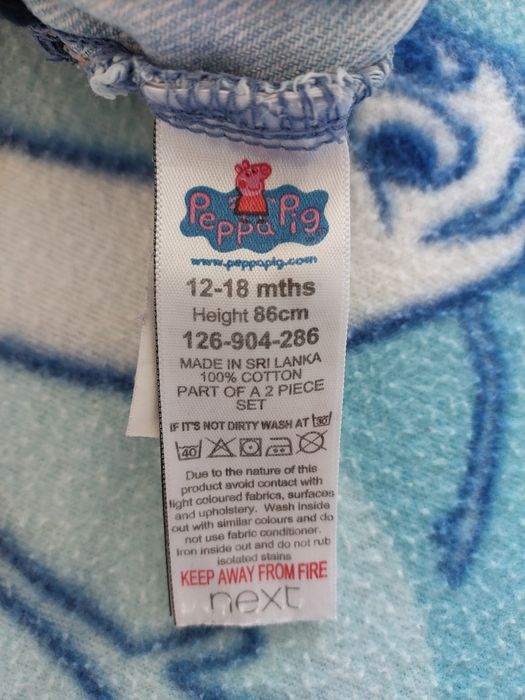 Peppa Pig
www.peppapig.com
12-18 mths
Height 86cm
126-904-286
MADE IN SRI LANKA
100% COTTON
PART OF A 2 PIECE
SET
IF IT'S NOT DIRTY WASH AT 30
40
Due to the nature of this
product avoid contact with
light coloured fabrics, surfaces
and upholstery. Wash inside
out with similar colours and do
not use fabric conditioner.
Iron inside out and do not rub
isolated stains
KEEP AWAY FROM FIRE
next